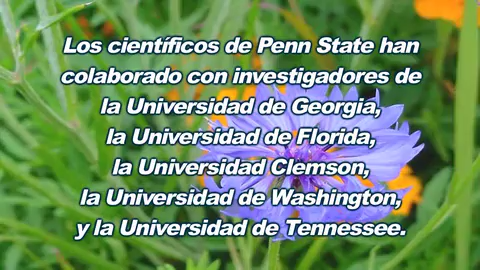 Los científicos de Penn State han
colaborado con investigadores de
la Universidad de Georgia,
la Universidad de Florida,
la Universidad Clemson,
la Universidad de Washington,
y la Universidad de Tennessee.